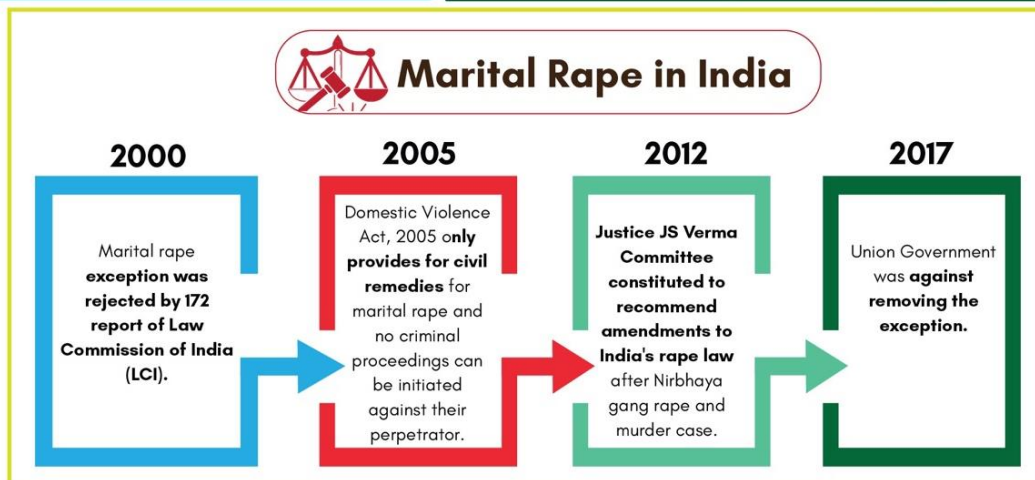 Marital Rape in India
2000
Marital rape
exception was
rejected by 172
report of Law
Commission of India
(LCI).
2005
Domestic Violence
Act, 2005 only
provides for civil
remedies for
marital rape and
no criminal
proceedings can
be initiated
against their
perpetrator.
2012
Justice JS Verma
Committee
constituted to
recommend
amendments to
India's rape law
after Nirbhaya
gang rape and
murder case.
2017
Union Government
was against
removing the
exception.